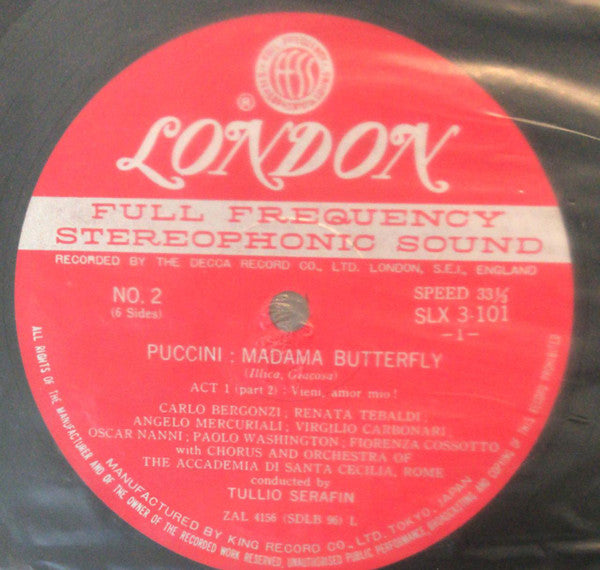 FULL FREQUENCY
FFSS
STEREOPHONIC
®
LONDON
FULL FREQUENCY
STEREOPHONIC SOUND
RECORDED BY THE DECCA RECORD CO., LTD. LONDON, S.E.I., ENGLAND
NO. 2
(6 Sides)
SPEED 33⅓
SLX 3-101
—1—
PUCCINI : MADAMA BUTTERFLY
(Illica, Giacosa)
ACT 1 (part 2) : Vieni, amor mio !
CARLO BERGONZI ; RENATA TEBALDI ;
ANGELO MERCURIALI ; VIRGILIO CARBONARI ;
OSCAR NANNI ; PAOLO WASHINGTON ; FIORENZA COSSOTTO
with CHORUS AND ORCHESTRA OF
THE ACCADEMIA DI SANTA CECILIA, ROME
conducted by
TULLIO SERAFIN
ZAL 4156 (SDLB 96) L
MANUFACTURED BY KING RECORD CO., LTD. TOKYO, JAPAN
ALL RIGHTS OF THE MANUFACTURER AND OF THE OWNER OF THE RECORDED WORK RESERVED, UNAUTHORISED PUBLIC PERFORMANCE, BROADCASTING AND COPYING OF THIS RECORD PROHIBITED